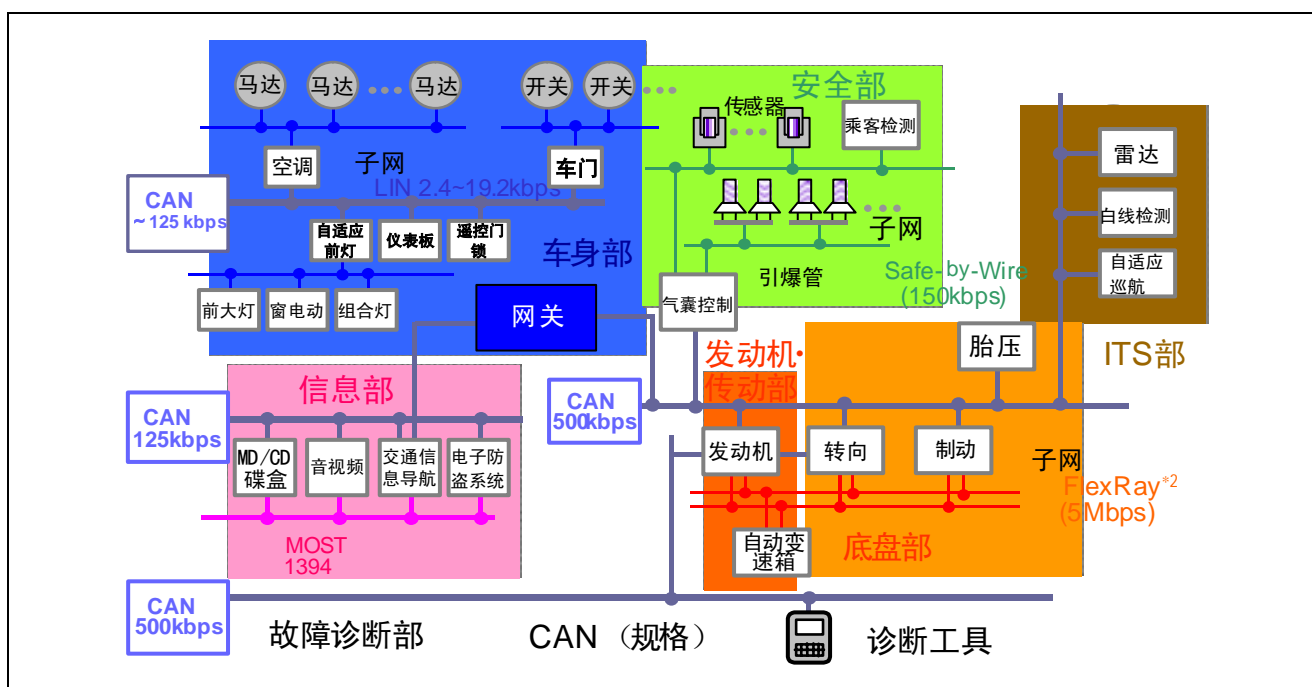 马达
马达
马达
开关
开关
安全部
传感器
乘客检测
雷达
空调
子网
车门
CAN
~125 kbps
LIN 2.4~19.2kbps
白线检测
自适应
前灯
仪表板
遥控门
锁
车身部
子网
引爆管
Safe-by-Wire
(150kbps)
自适应
巡航
前大灯
窗电动
组合灯
网关
气囊控制
发动机·
传动部
胎压
ITS部
信息部
CAN
125kbps
CAN
500kbps
MD/CD
碟盒
音视频
交通信
息导航
电子防
盗系统
发动机
转向
制动
子网
FlexRay*2
(5Mbps)
MOST
1394
自动变
速箱
底盘部
CAN
500kbps
故障诊断部
CAN（规格）
诊断工具